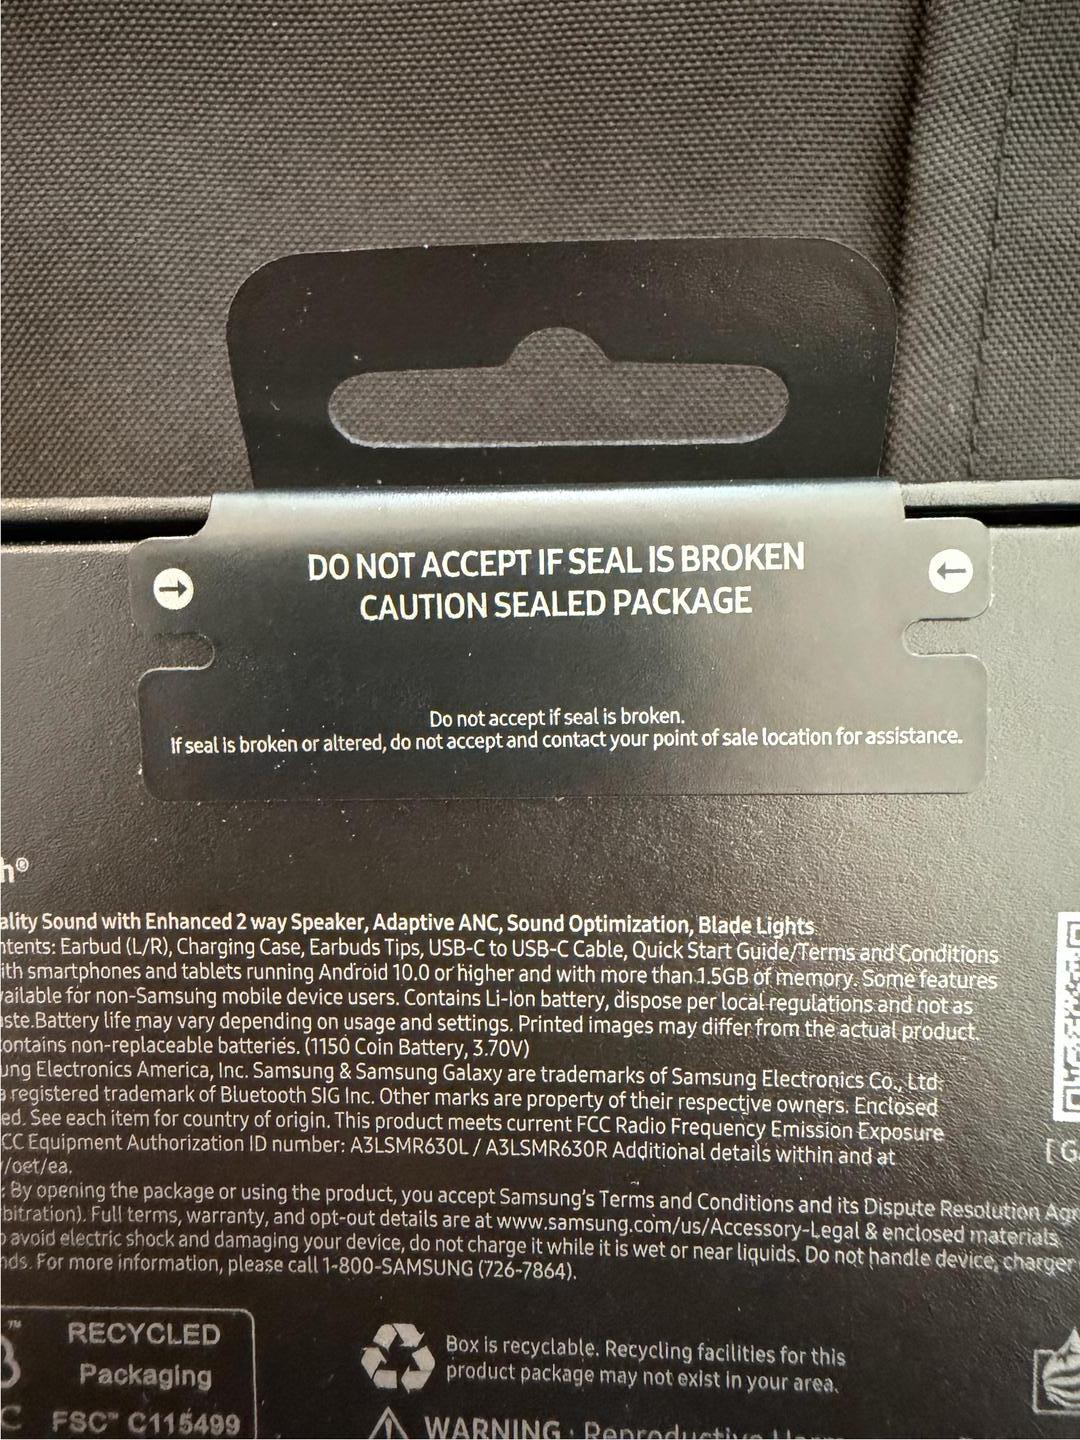 DO NOT ACCEPT IF SEAL IS BROKEN
CAUTION SEALED PACKAGE
Do not accept if seal is broken.
If seal is broken or altered, do not accept and contact your point of sale location for assistance.
h®
ality Sound with Enhanced 2 way Speaker, Adaptive ANC, Sound Optimization, Blade Lights
ntents: Earbud (L/R), Charging Case, Earbuds Tips, USB-C to USB-C Cable, Quick Start Guide/Terms and Conditions
ith smartphones and tablets running Android 10.0 or higher and with more than 1.5GB of memory. Some features
vailable for non-Samsung mobile device users. Contains Li-Ion battery, dispose per local regulations and not as
aste.Battery life may vary depending on usage and settings. Printed images may differ from the actual product.
ontains non-replaceable batteries. (1150 Coin Battery, 3.70V)
ung Electronics America, Inc. Samsung & Samsung Galaxy are trademarks of Samsung Electronics Co., Ltd.
a registered trademark of Bluetooth SIG Inc. Other marks are property of their respective owners. Enclosed
ed. See each item for country of origin. This product meets current FCC Radio Frequency Emission Exposure
CC Equipment Authorization ID number: A3LSMR630L / A3LSMR630R Additional details within and at
/oet/ea.
: By opening the package or using the product, you accept Samsung's Terms and Conditions and its Dispute Resolution Agr
bitration). Full terms, warranty, and opt-out details are at www.samsung.com/us/Accessory-Legal & enclosed materials
o avoid electric shock and damaging your device, do not charge it while it is wet or near liquids. Do not handle device, charger
nds. For more information, please call 1-800-SAMSUNG (726-7864).
[ G
RECYCLED
Packaging
FSC™ C115499
Box is recyclable. Recycling facilities for this
product package may not exist in your area.
WARNING : Reproductive Harm